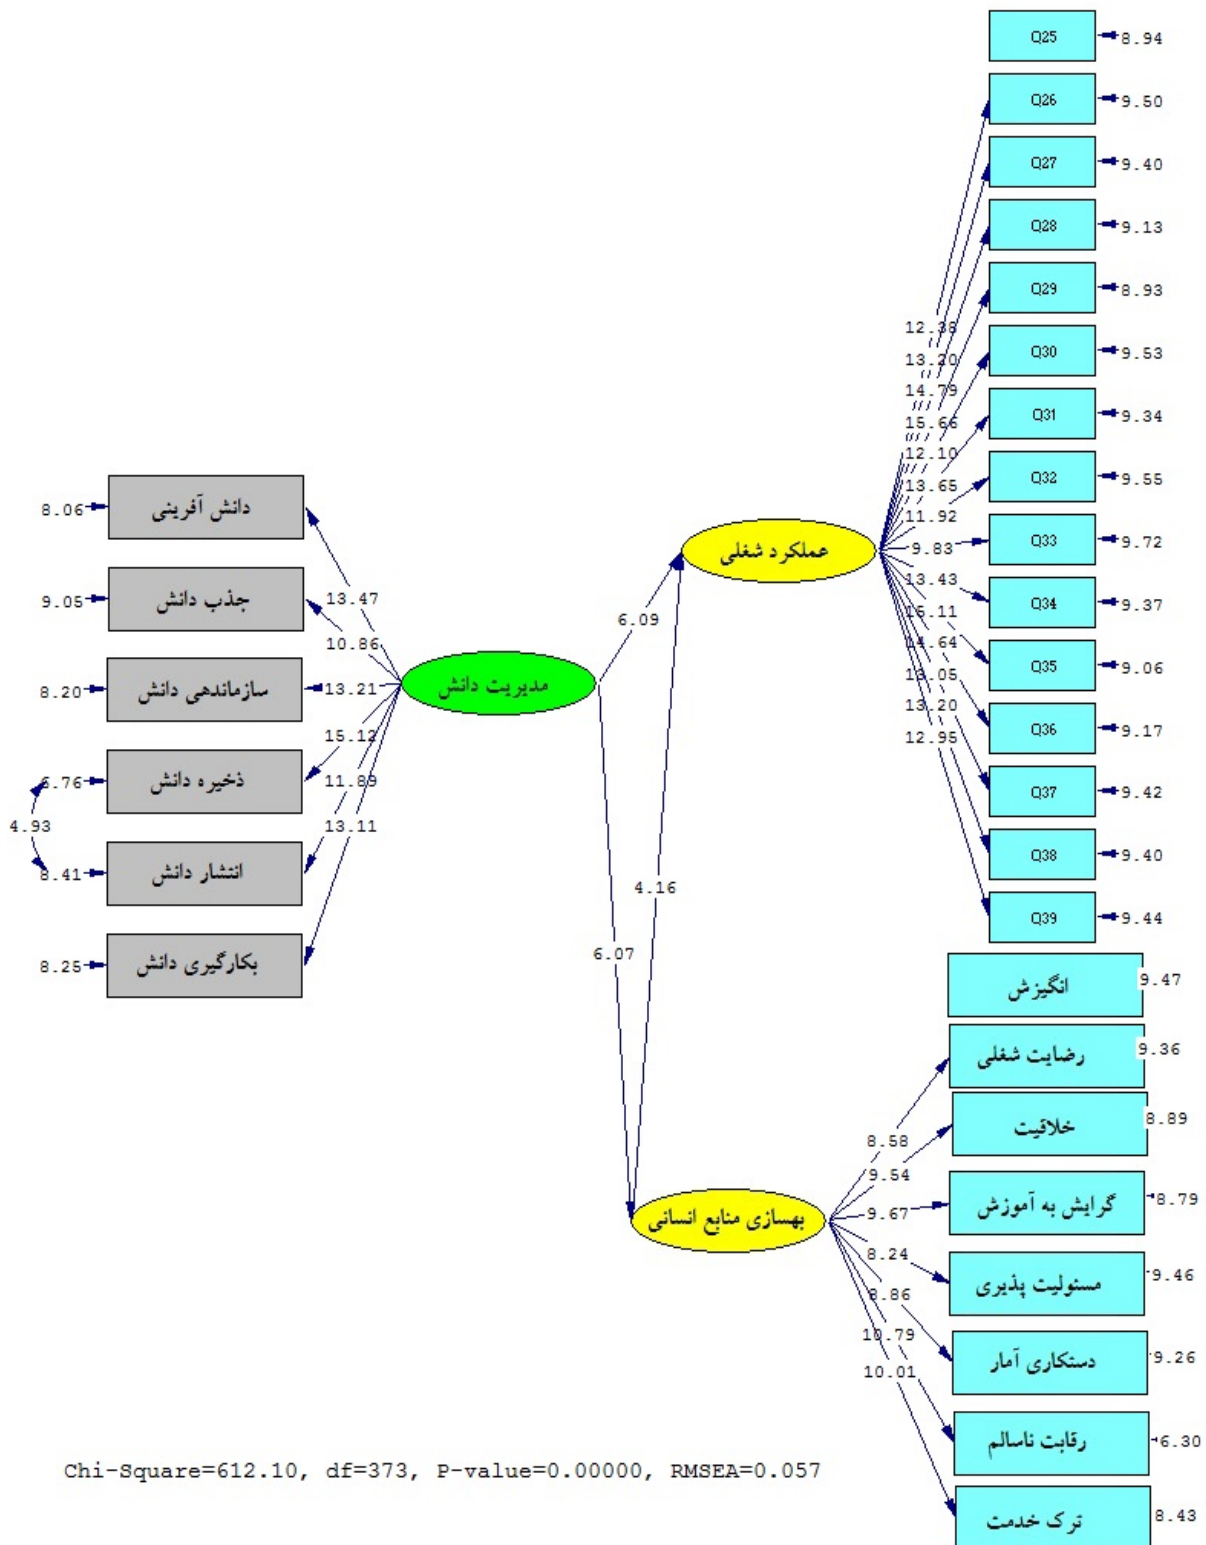 Q25
8.94
Q26
9.50
Q27
9.40
Q28
9.13
Q29
8.93
Q30
9.53
Q31
9.34
Q32
9.55
Q33
9.72
Q34
9.37
Q35
9.06
Q36
9.17
Q37
9.42
Q38
9.40
Q39
9.44
12.38
13.20
14.79
15.66
12.10
13.65
11.92
9.83
13.43
15.11
14.64
13.05
13.20
12.95
عملکرد شغلی
6.09
4.16
6.07
مدیریت دانش
8.06
دانش آفرینی
9.05
جذب دانش
8.20
سازماندهی دانش
6.76
ذخیره دانش
4.93
8.41
انتشار دانش
8.25
بکارگیری دانش
13.47
10.86
13.21
15.12
11.89
13.11
بهسازی منابع انسانی
8.58
9.54
9.67
8.24
8.86
10.79
10.01
انگیزش
9.47
رضایت شغلی
9.36
خلاقیت
8.89
گرایش به آموزش
8.79
مسئولیت پذیری
9.46
دستکاری آمار
9.26
رقابت ناسالم
6.30
ترک خدمت
8.43
Chi-Square=612.10, df=373, P-value=0.00000, RMSEA=0.057